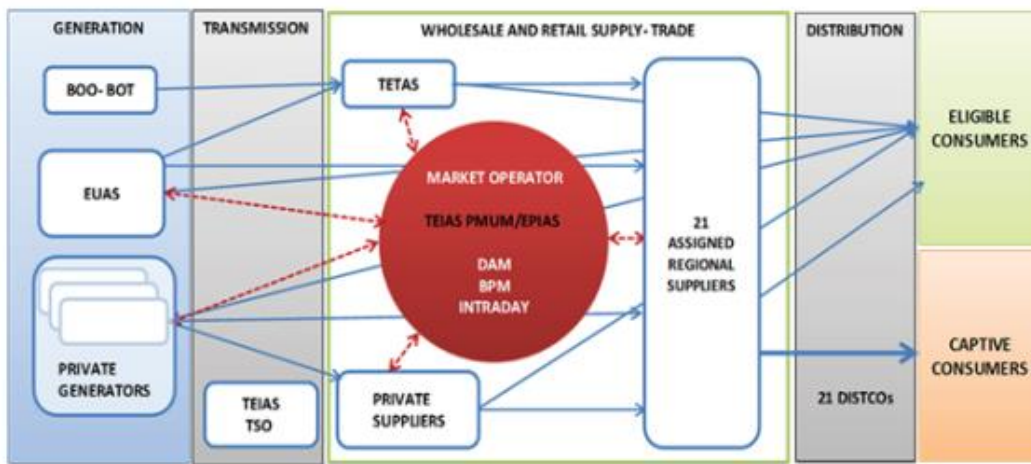 GENERATION
TRANSMISSION
WHOLESALE AND RETAIL SUPPLY- TRADE
DISTRIBUTION
BOO- BOT
EUAS
PRIVATE
GENERATORS
TEIAS
TSO
TETAS
MARKET OPERATOR
TEIAS PMUM/EPIAS
DAM
BPM
INTRADAY
PRIVATE
SUPPLIERS
21
ASSIGNED
REGIONAL
SUPPLIERS
21 DISTCOs
ELIGIBLE
CONSUMERS
CAPTIVE
CONSUMERS